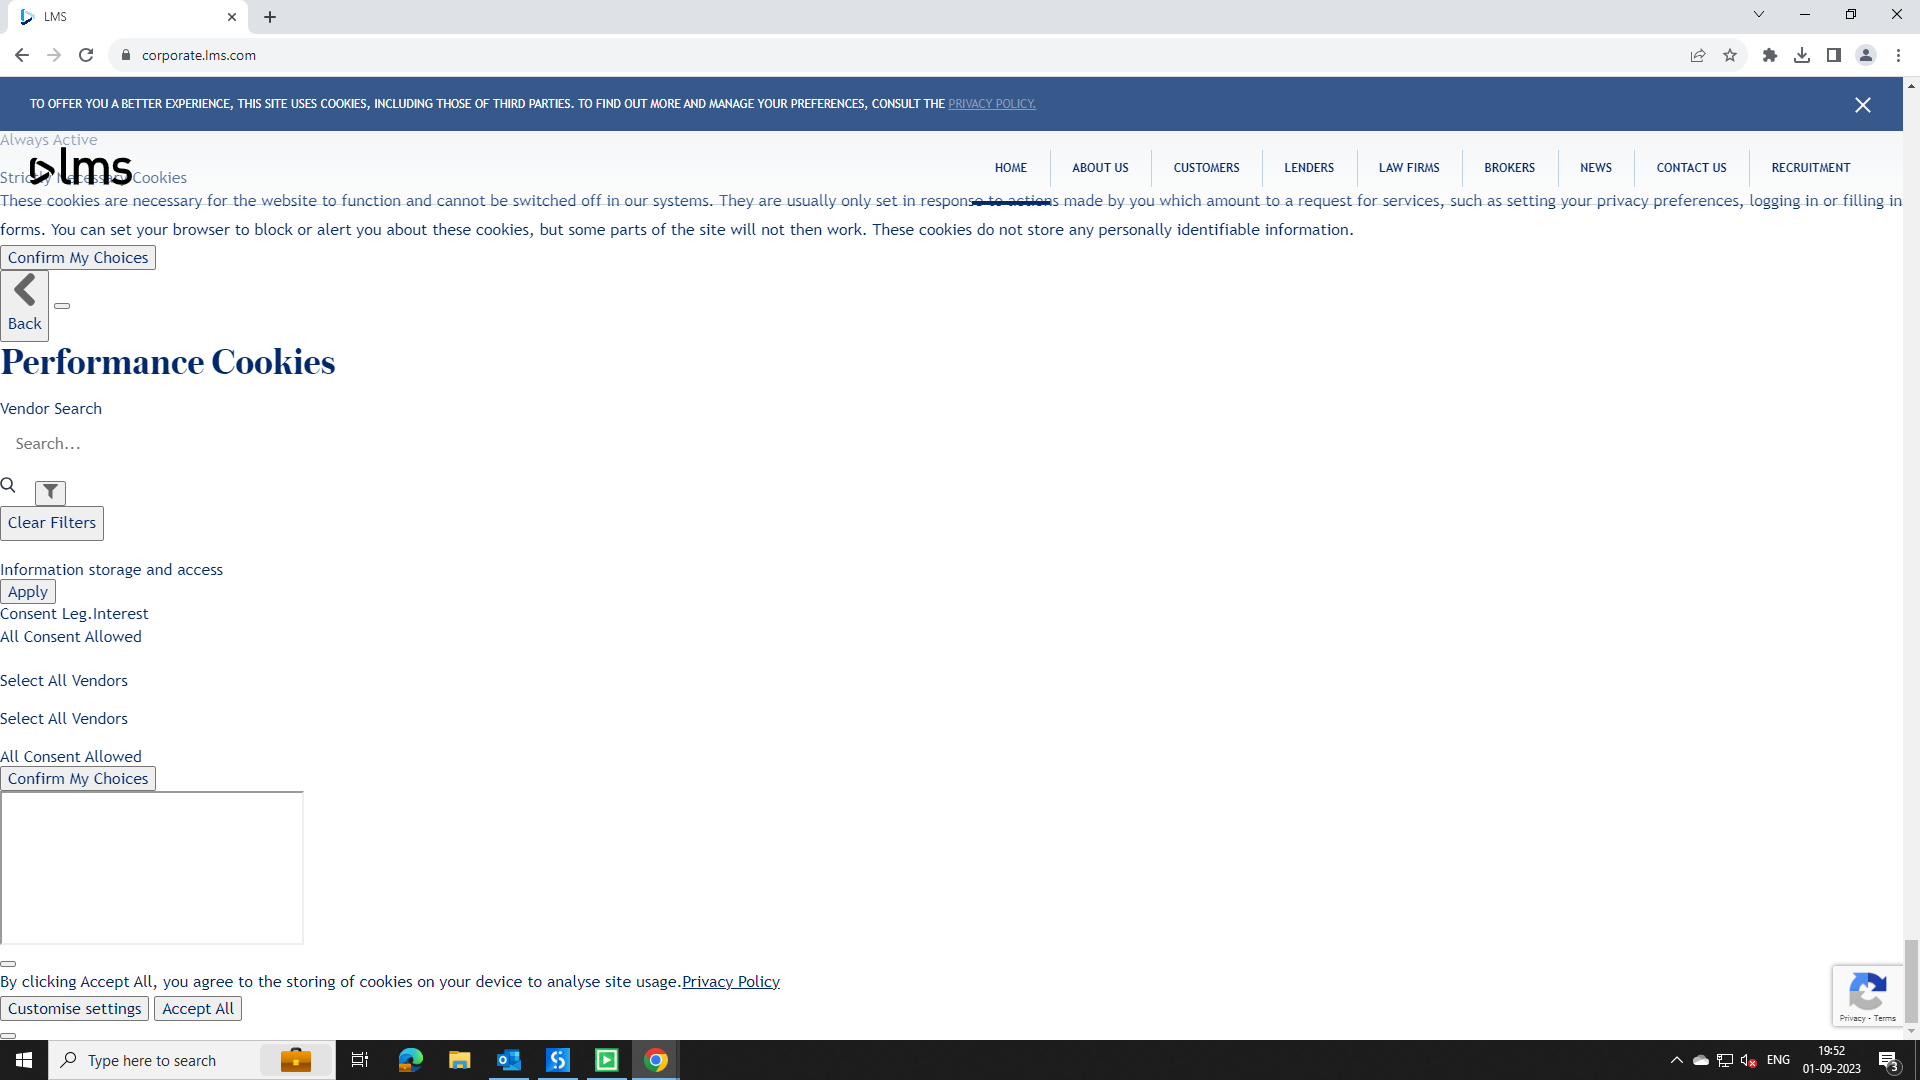 LMS
corporate.lms.com
TO OFFER YOU A BETTER EXPERIENCE, THIS SITE USES COOKIES, INCLUDING THOSE OF THIRD PARTIES. TO FIND OUT MORE AND MANAGE YOUR PREFERENCES, CONSULT THE PRIVACY POLICY.
Always Active
lms
HOME
ABOUT US
CUSTOMERS
LENDERS
LAW FIRMS
BROKERS
NEWS
CONTACT US
RECRUITMENT
Strictly Necessary Cookies
These cookies are necessary for the website to function and cannot be switched off in our systems. They are usually only set in response to actions made by you which amount to a request for services, such as setting your privacy preferences, logging in or filling in
forms. You can set your browser to block or alert you about these cookies, but some parts of the site will not then work. These cookies do not store any personally identifiable information.
Confirm My Choices
Back
Performance Cookies
Vendor Search
Search...
Clear Filters
Information storage and access
Apply
Consent Leg.Interest
All Consent Allowed
Select All Vendors
Select All Vendors
All Consent Allowed
Confirm My Choices
By clicking Accept All, you agree to the storing of cookies on your device to analyse site usage.Privacy Policy
Customise settings
Accept All
Privacy - Terms
Type here to search
ENG
19:52
01-09-2023
3